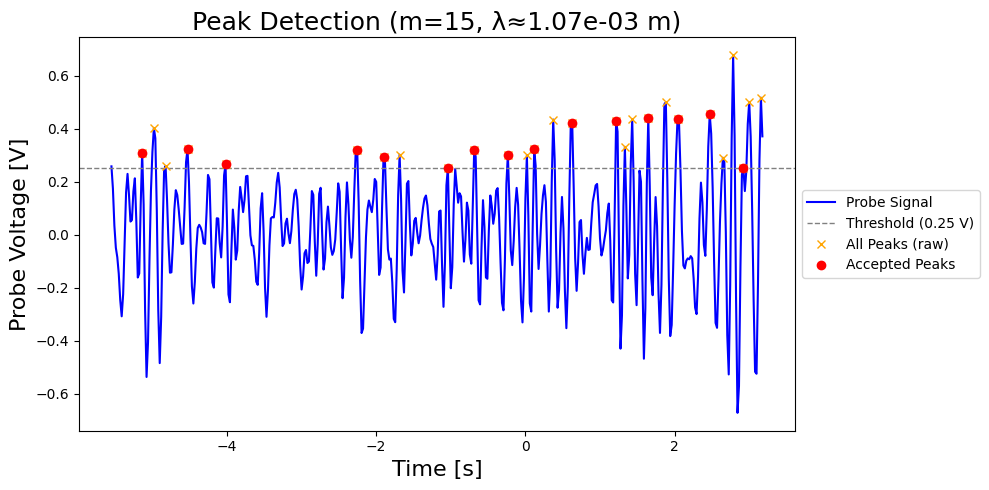 Peak Detection (m=15, λ≈1.07e-03 m)
Probe Voltage [V]
0.6
0.4
0.2
0.0
−0.2
−0.4
−0.6
−4
−2
0
2
Time [s]
Probe Signal
Threshold (0.25 V)
All Peaks (raw)
Accepted Peaks